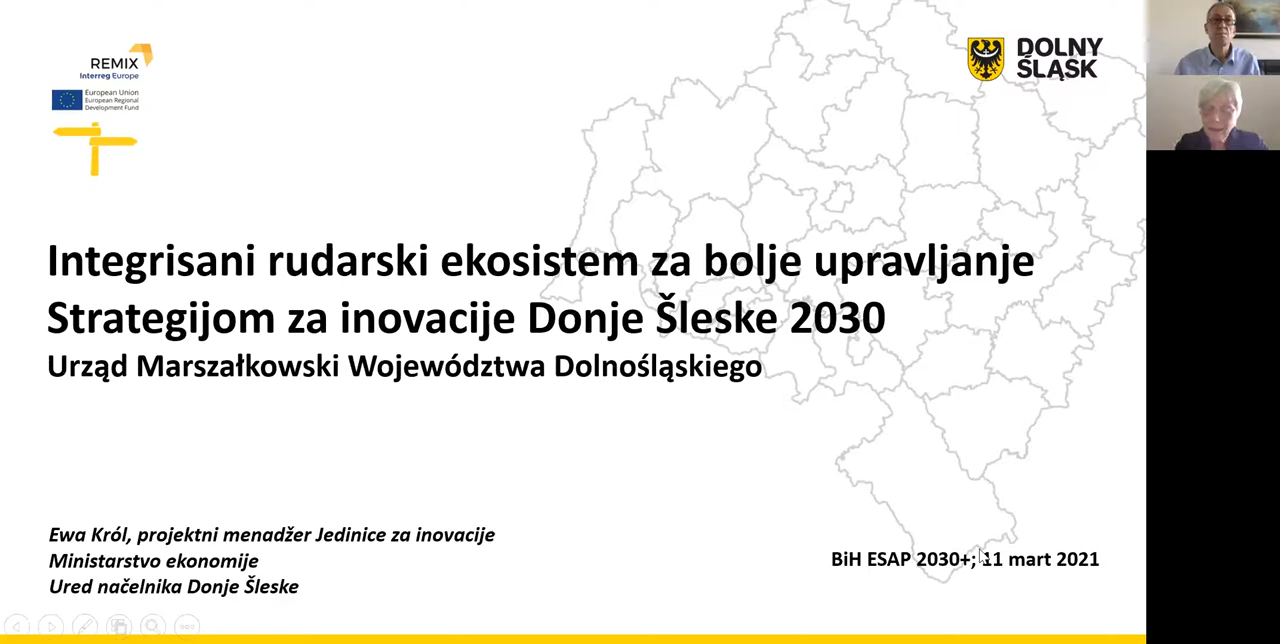 REMIX
Interreg Europe
European Union
European Regional
Development Fund
DOLNY
ŚLĄSK
Integrisani rudarski ekosistem za bolje upravljanje
Strategijom za inovacije Donje Šleske 2030
Urząd Marszałkowski Województwa Dolnośląskiego
Ewa Król, projektni menadžer Jedinice za inovacije
Ministarstvo ekonomije
Ured načelnika Donje Šleske
BiH ESAP 2030+; 11 mart 2021